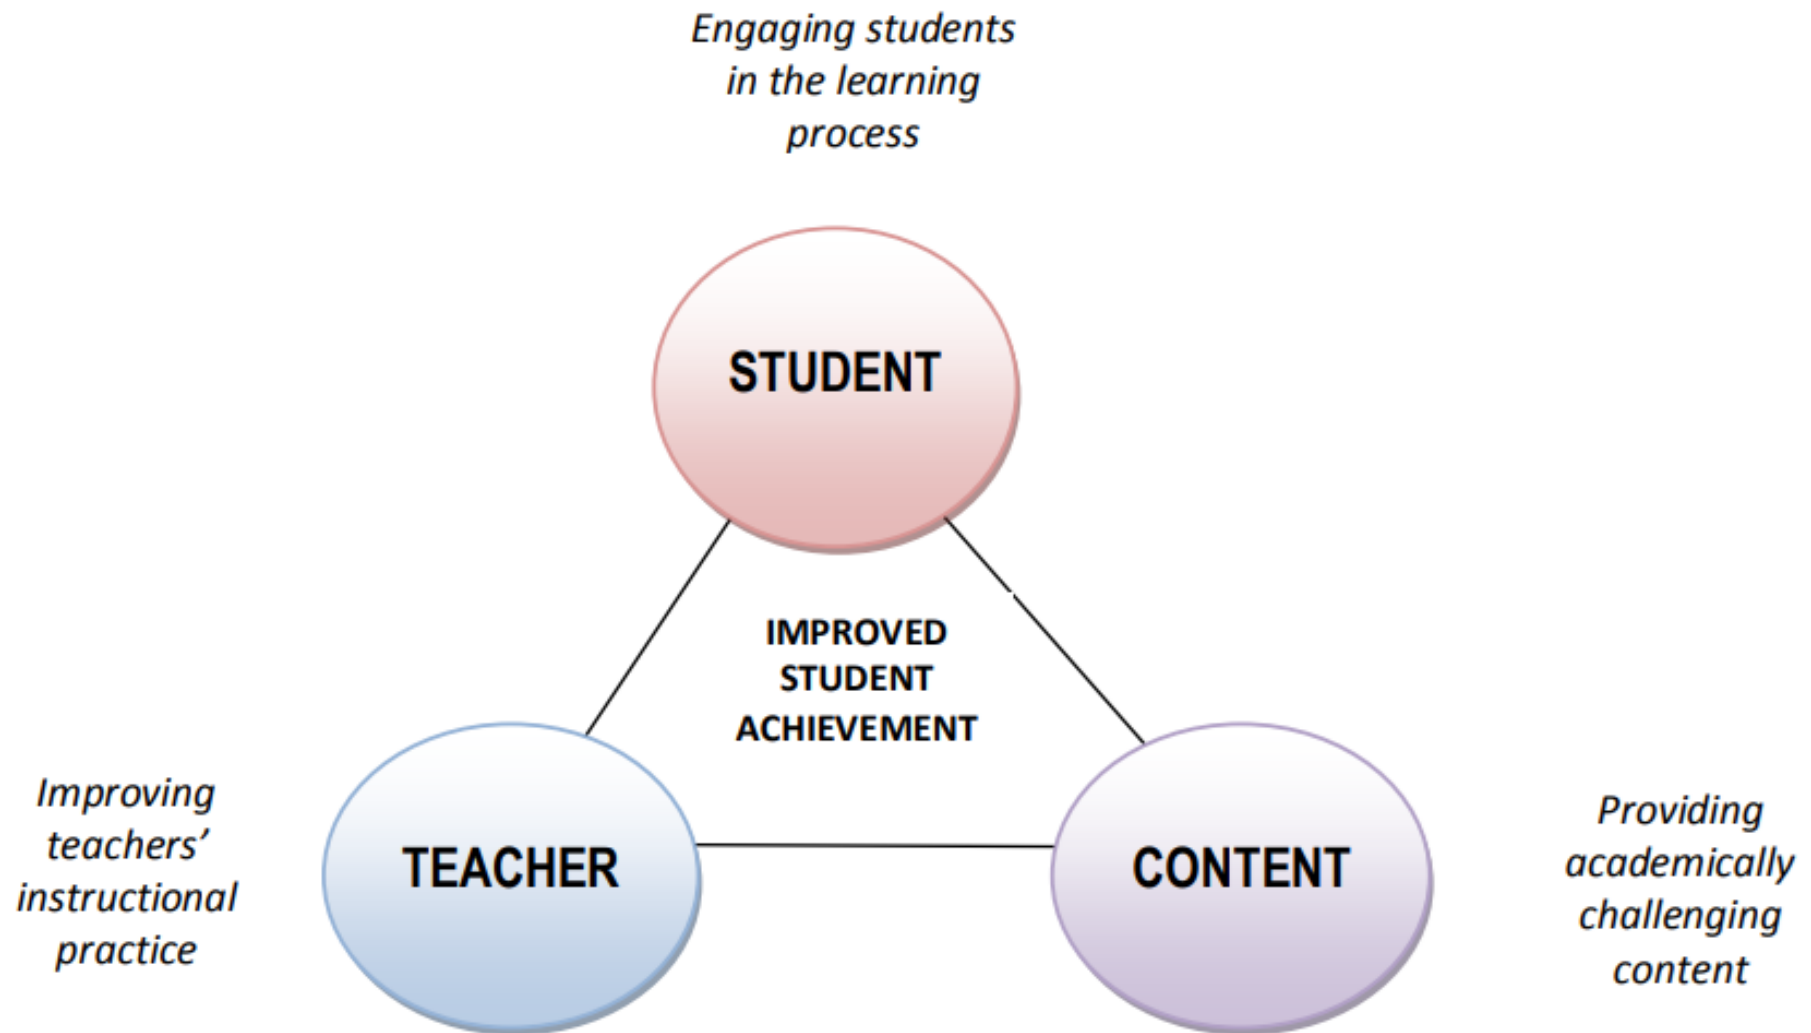 Engaging students
in the learning
process
STUDENT
IMPROVED
STUDENT
ACHIEVEMENT
Improving
teachers’
instructional
practice
TEACHER
CONTENT
Providing
academically
challenging
content